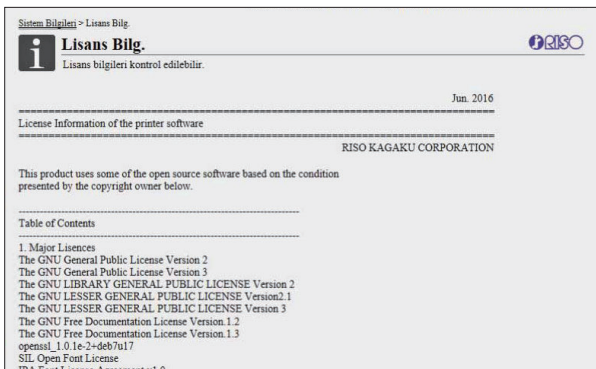 Sistem Bilgileri > Lisans Bilg.
Lisans Bilg.
RISO
Lisans bilgileri kontrol edilebilir.
Jun. 2016
================================================================================
License Information of the printer software
================================================================================
RISO KAGAKU CORPORATION
This product uses some of the open source software based on the condition
presented by the copyright owner below.
--------------------------------------------------------------------------------
Table of Contents
--------------------------------------------------------------------------------
1. Major Lisences
The GNU General Public License Version 2
The GNU General Public License Version 3
The GNU LIBRARY GENERAL PUBLIC LICENSE Version 2
The GNU LESSER GENERAL PUBLIC LICENSE Version2.1
The GNU LESSER GENERAL PUBLIC LICENSE Version 3
The GNU Free Documentation License Version.1.2
The GNU Free Documentation License Version.1.3
openssl_1.0.1e-2+deb7u17
SIL Open Font License